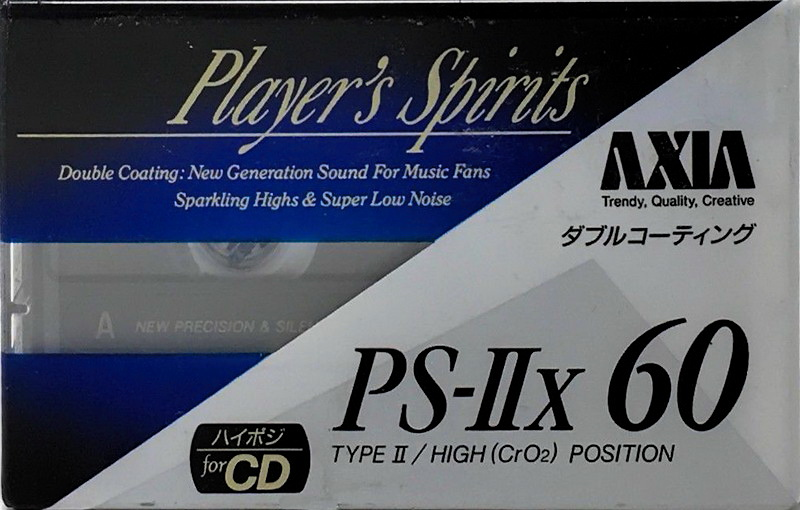 Player's Spirits
Double Coating: New Generation Sound For Music Fans
Sparkling Highs & Super Low Noise
AXIA
Trendy, Quality, Creative
ダブルコーティング
A NEW PRECISION &
PS-IIx 60
TYPE II / HIGH (CrO₂) POSITION
ハイポジ
for CD